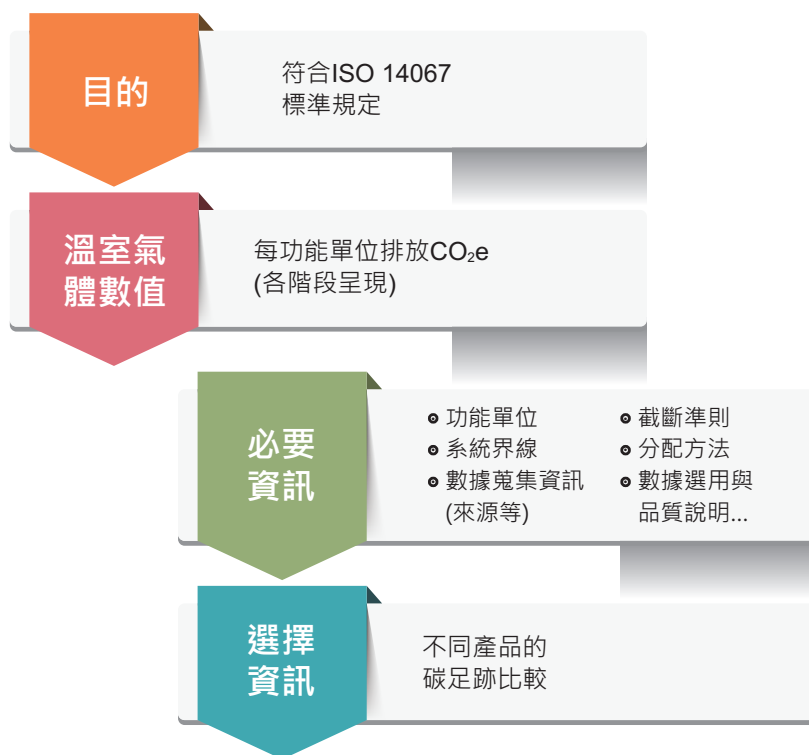 目的
符合ISO 14067
標準規定
溫室氣
體數值
每功能單位排放CO₂e
(各階段呈現)
必要
資訊
功能單位
系統界線
數據蒐集資訊
(來源等)
截斷準則
分配方法
數據選用與
品質說明...
選擇
資訊
不同產品的
碳足跡比較